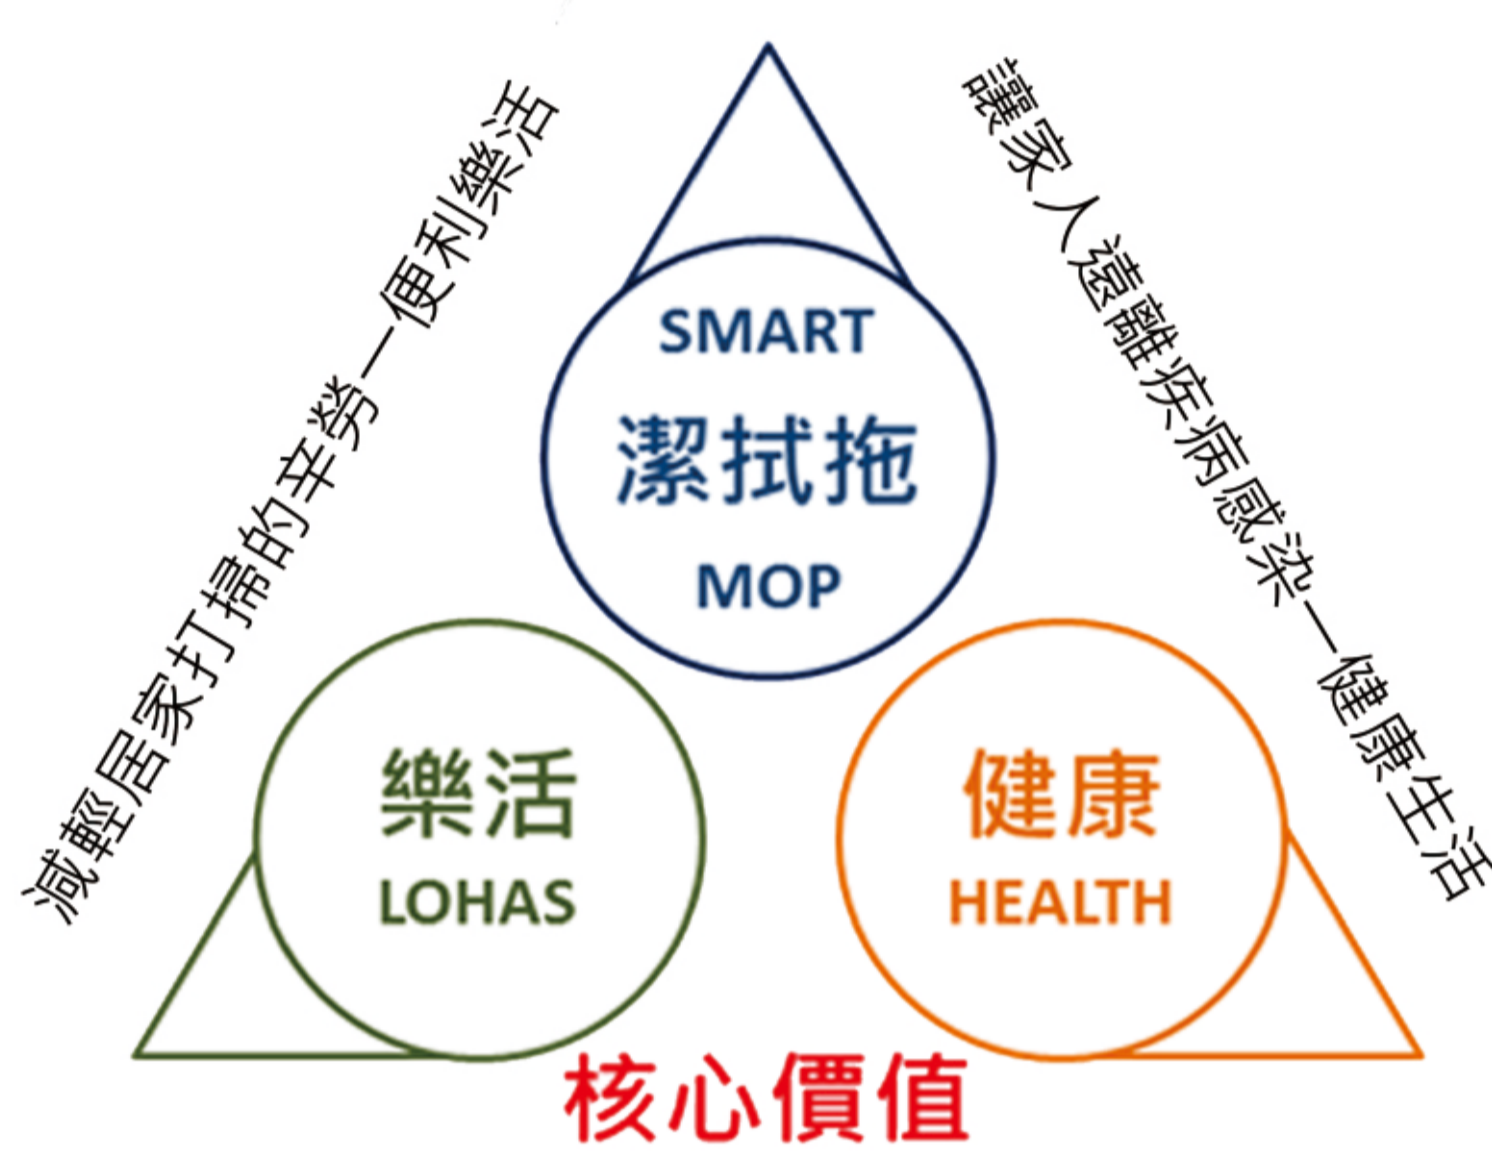 減輕居家打掃的辛勞—便利樂活
讓家人遠離疾病感染—健康生活
SMART
潔拭拖
MOP
樂活
LOHAS
健康
HEALTH
核心價值